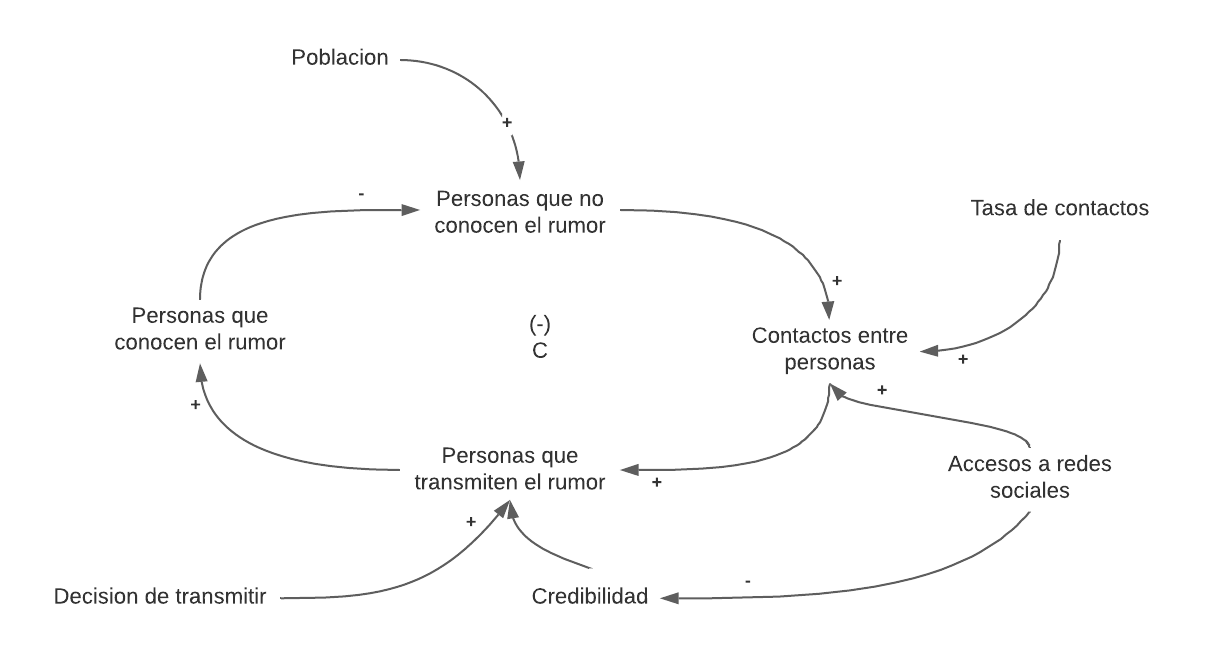 Poblacion
+
-
Personas que no
conocen el rumor
Tasa de contactos
+
Personas que
conocen el rumor
(-)
C
Contactos entre
personas
+
+
+
Personas que
transmiten el rumor
+
Accesos a redes
sociales
+
-
Decision de transmitir
Credibilidad